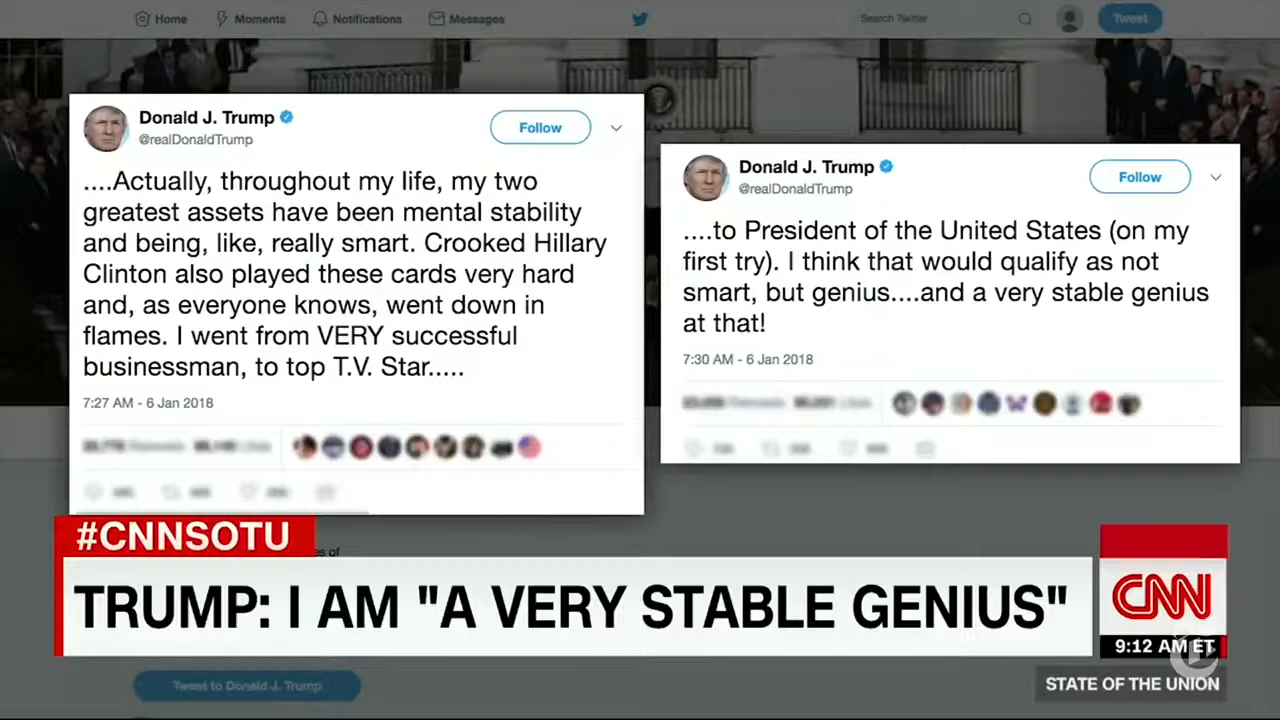 Home
Moments
Notifications
Messages
Search Twitter
Tweet
Donald J. Trump
@realDonaldTrump
Follow
....Actually, throughout my life, my two
greatest assets have been mental stability
and being, like, really smart. Crooked Hillary
Clinton also played these cards very hard
and, as everyone knows, went down in
flames. I went from VERY successful
businessman, to top T.V. Star.....
7:27 AM - 6 Jan 2018
Donald J. Trump
@realDonaldTrump
Follow
....to President of the United States (on my
first try). I think that would qualify as not
smart, but genius....and a very stable genius
at that!
7:30 AM - 6 Jan 2018
#CNNSOTU
of
TRUMP: I AM "A VERY STABLE GENIUS"
CNN
9:12 AM ET
STATE OF THE UNION
Tweet to Donald J. Trump